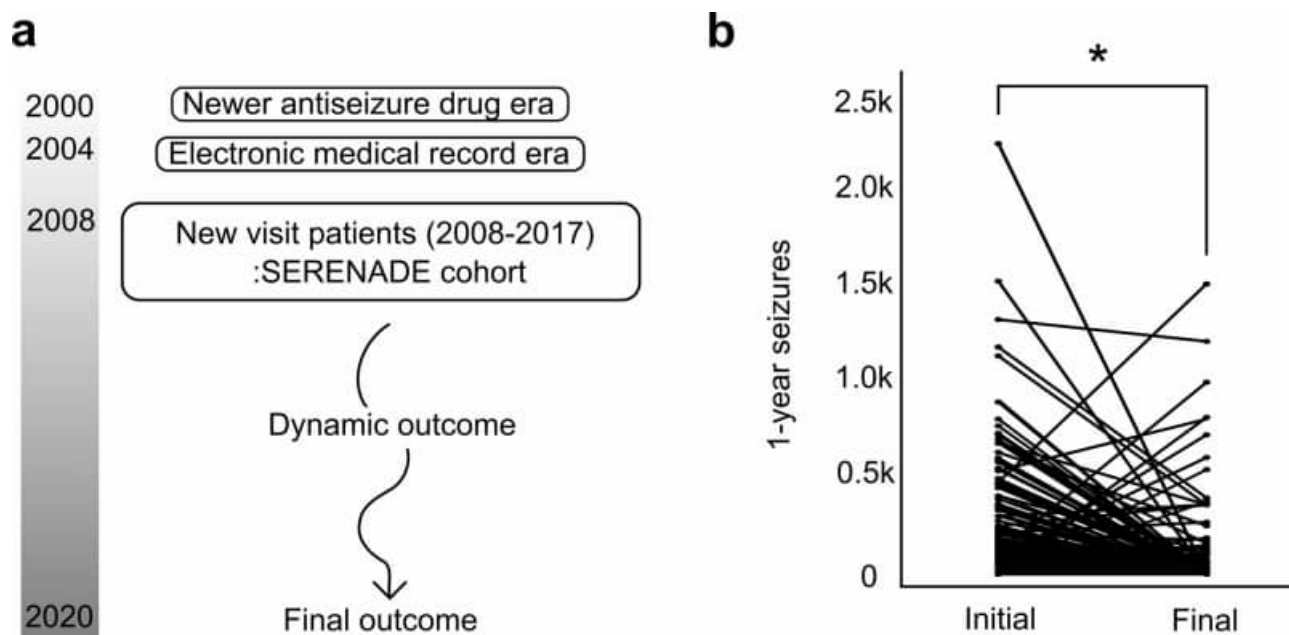 a
2000
Newer antiseizure drug era
2004
Electronic medical record era
2008
New visit patients (2008-2017)
:SERENADE cohort
Dynamic outcome
2020
Final outcome
b
*
1-year seizures
2.5k
2.0k
1.5k
1.0k
0.5k
0
Initial
Final